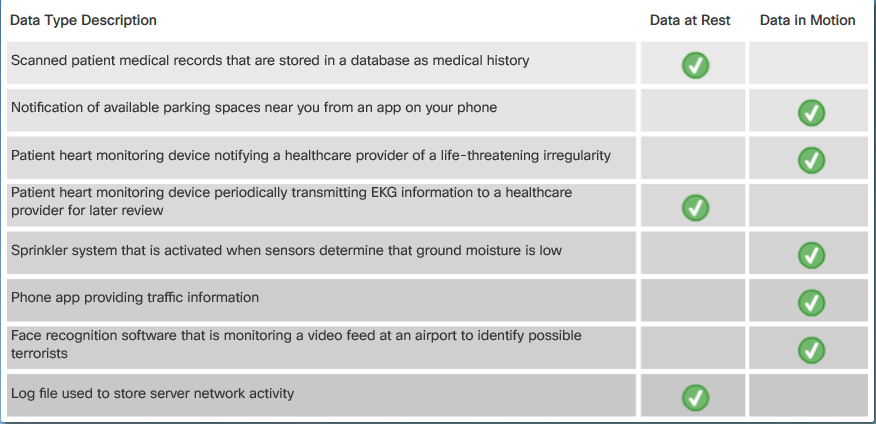 Data Type Description Data at Rest Data in Motion
Scanned patient medical records that are stored in a database as medical history
Notification of available parking spaces near you from an app on your phone
Patient heart monitoring device notifying a healthcare provider of a life-threatening irregularity
Patient heart monitoring device periodically transmitting EKG information to a healthcare
provider for later review
Sprinkler system that is activated when sensors determine that ground moisture is low
Phone app providing traffic information
Face recognition software that is monitoring a video feed at an airport to identify possible
terrorists
Log file used to store server network activity